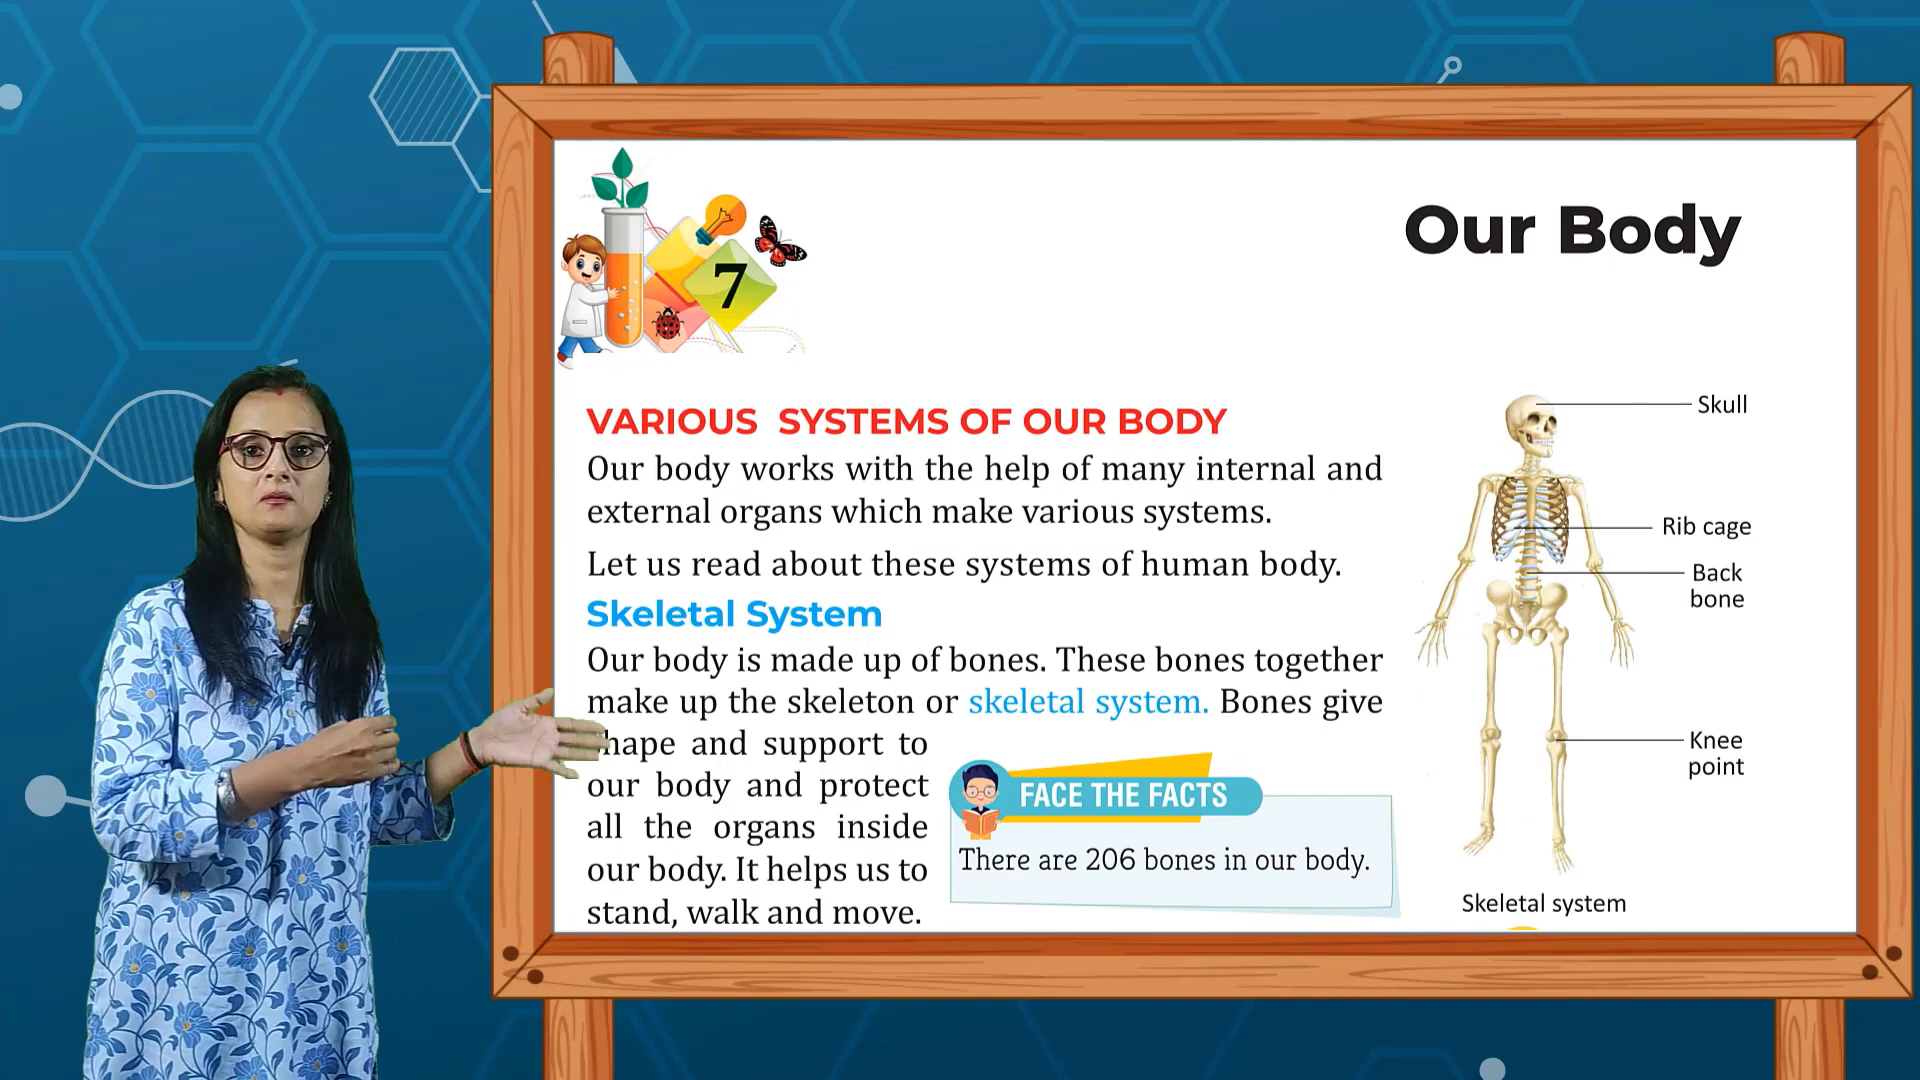 7
Our Body
VARIOUS SYSTEMS OF OUR BODY
Our body works with the help of many internal and
external organs which make various systems.
Let us read about these systems of human body.
Skeletal System
Our body is made up of bones. These bones together
make up the skeleton or skeletal system. Bones give
shape and support to
our body and protect
all the organs inside
our body. It helps us to
stand, walk and move.
FACE THE FACTS
There are 206 bones in our body.
Skull
Rib cage
Back
bone
Knee
point
Skeletal system